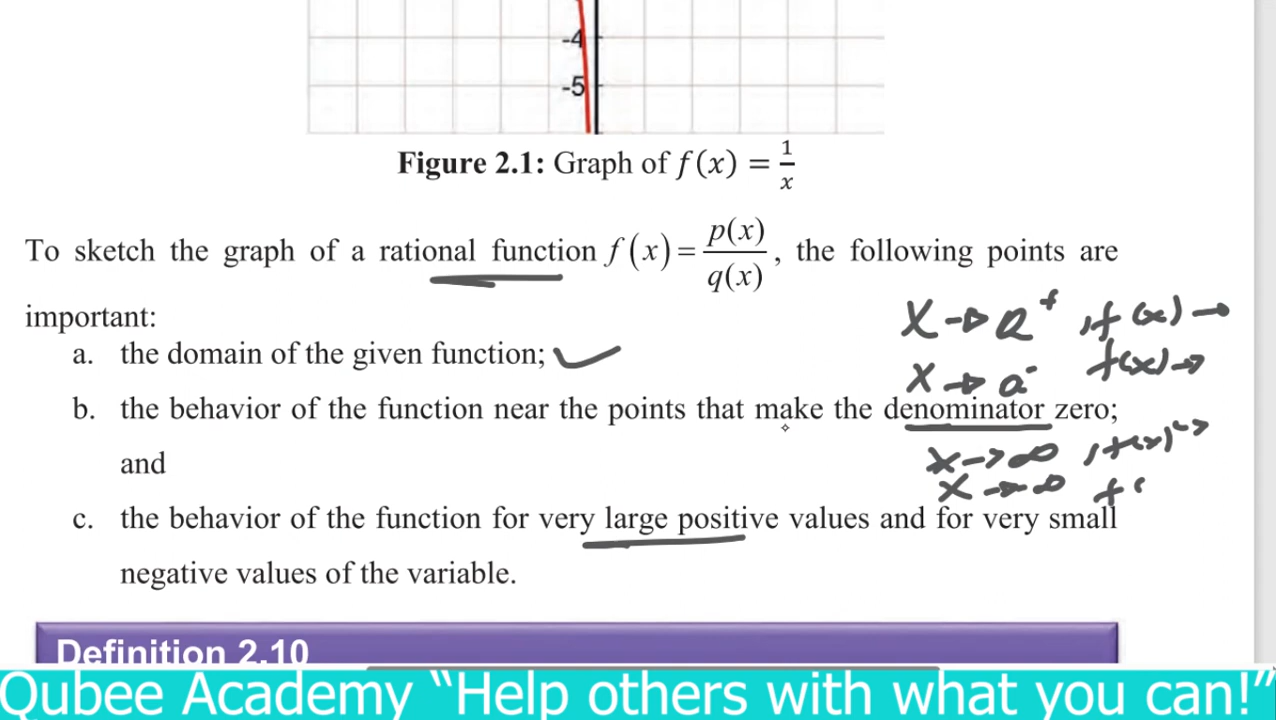 -4
-5
Figure 2.1: Graph of f(x) = 1/x
To sketch the graph of a rational function f(x) = p(x)/q(x), the following points are
important:
x→a⁺, f(x)→
a. the domain of the given function;
x→a⁻ f(x)→
b. the behavior of the function near the points that make the denominator zero;
x→∞, f(x)→
and
x→∞ f(
c. the behavior of the function for very large positive values and for very small
negative values of the variable.
Definition 2.10
Qubee Academy “Help others with what you can!”